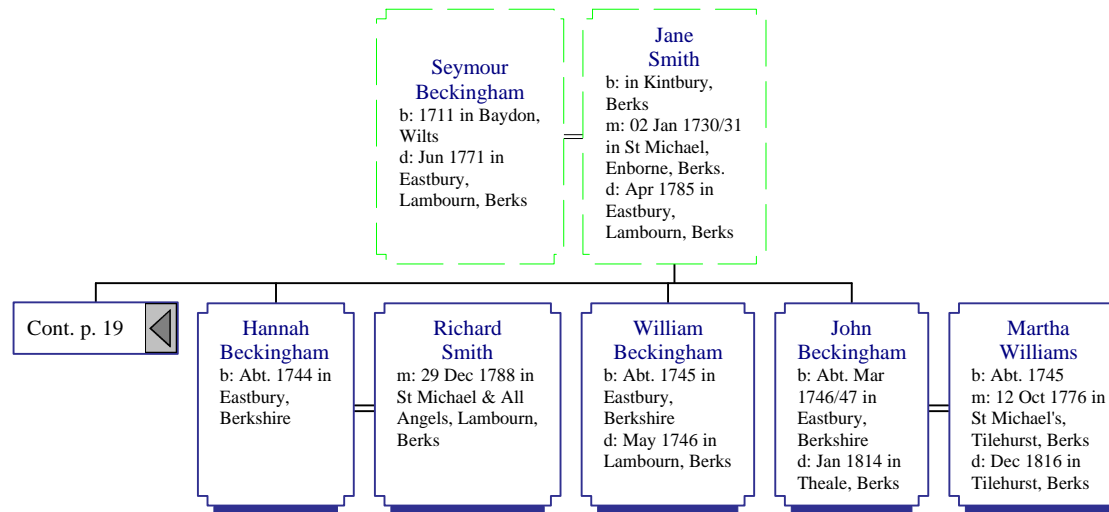 Seymour
Beckingham
b: 1711 in Baydon,
Wilts
d: Jun 1771 in
Eastbury,
Lambourn, Berks
Jane
Smith
b: in Kintbury,
Berks
m: 02 Jan 1730/31
in St Michael,
Enborne, Berks.
d: Apr 1785 in
Eastbury,
Lambourn, Berks
Cont. p. 19
Hannah
Beckingham
b: Abt. 1744 in
Eastbury,
Berkshire
Richard
Smith
m: 29 Dec 1788 in
St Michael & All
Angels, Lambourn,
Berks
William
Beckingham
b: Abt. 1745 in
Eastbury,
Berkshire
d: May 1746 in
Lambourn, Berks
John
Beckingham
b: Abt. Mar
1746/47 in
Eastbury,
Berkshire
d: Jan 1814 in
Theale, Berks
Martha
Williams
b: Abt. 1745
m: 12 Oct 1776 in
St Michael's,
Tilehurst, Berks
d: Dec 1816 in
Tilehurst, Berks